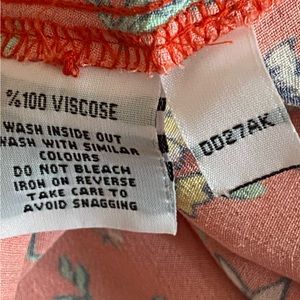 %100 VISCOSE
WASH INSIDE OUT
WASH WITH SIMILAR
COLOURS
DO NOT BLEACH
IRON ON REVERSE
TAKE CARE TO
AVOID SNAGGING
DD27AK